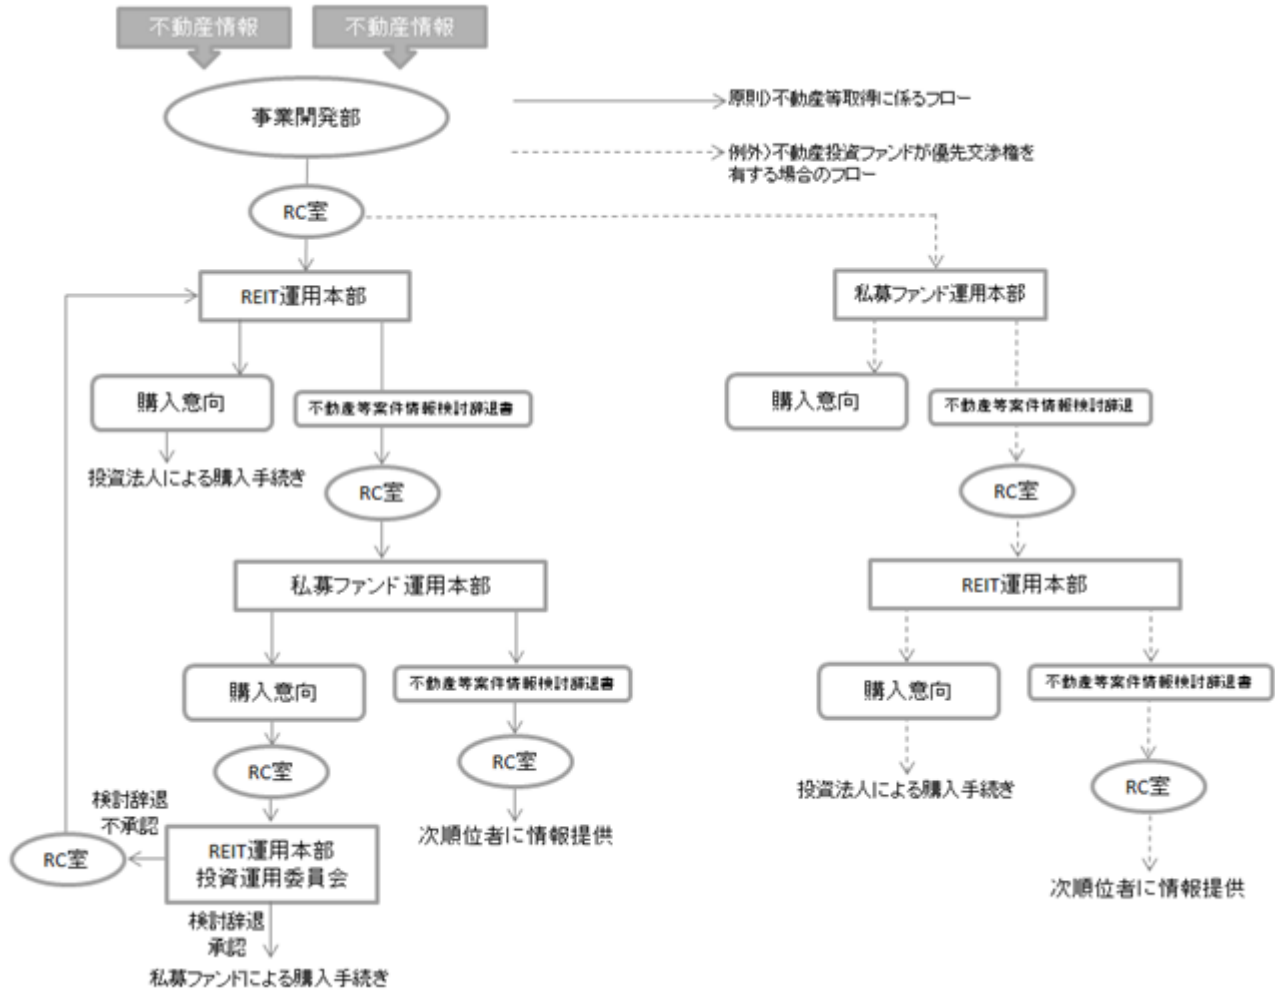 不動産情報
不動産情報
事業開発部
原則)不動産等取得に係るフロー
例外)不動産投資ファンドが優先交渉権を
有する場合のフロー
RC室
REIT運用本部
私募ファンド運用本部
購入意向
不動産等案件情報検討辞退書
購入意向
不動産等案件情報検討辞退
投資法人による購入手続き
RC室
RC室
私募ファンド運用本部
REIT運用本部
購入意向
不動産等案件情報検討辞退書
購入意向
不動産等案件情報検討辞退書
RC室
RC室
投資法人による購入手続き
RC室
検討辞退
不承認
次順位者に情報提供
RC室
REIT運用本部
投資運用委員会
次順位者に情報提供
検討辞退
承認
私募ファンドによる購入手続き